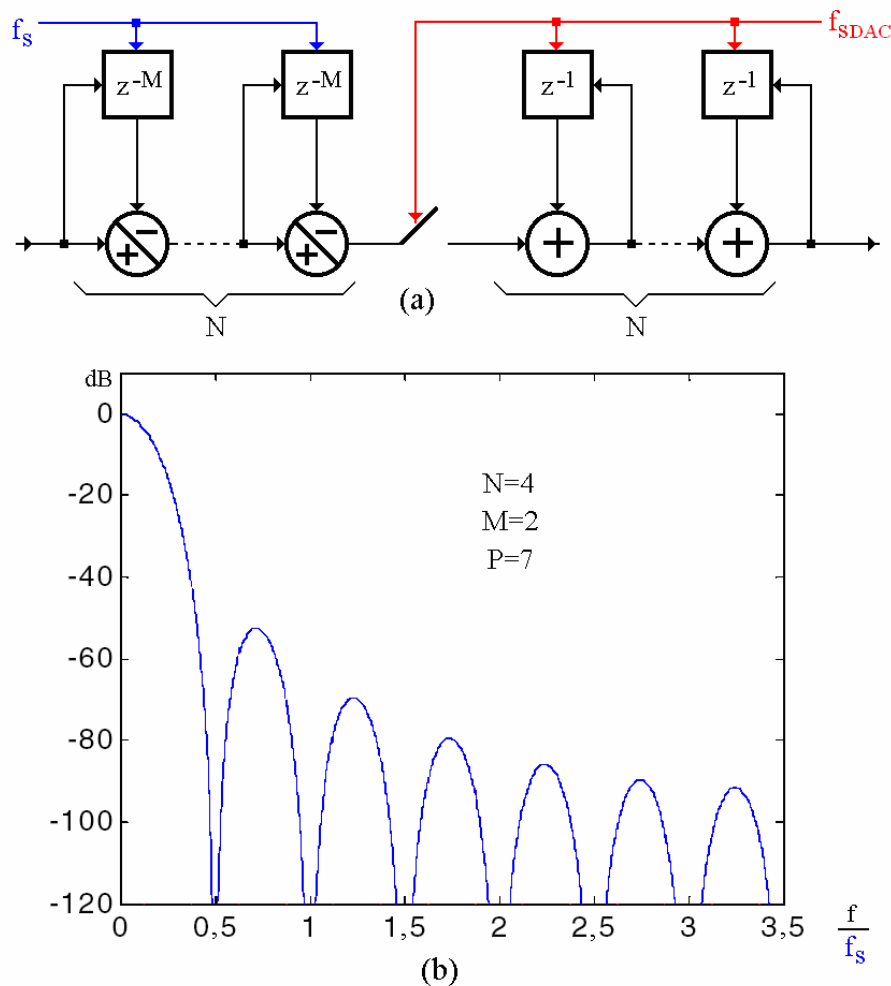 fS fSDAC
z-M z-M z-1 z-1
− − 
+ + + +
N (a) N
dB
0
-20
-40
-60
-80
-100
-120
N=4
M=2
P=7
0 0,5 1 1,5 2 2,5 3 3,5
f
fS
(b)